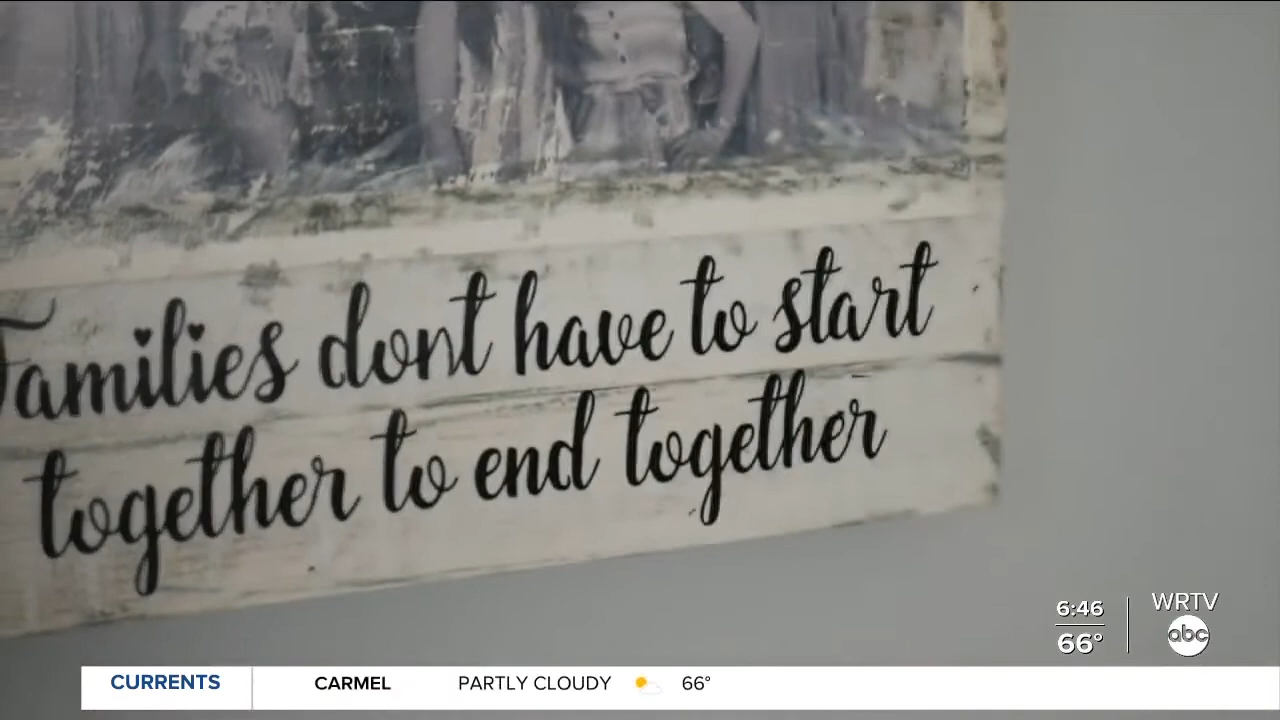 Families dont have to start
together to end together
6:46
66°
WRTV
abc
CURRENTS CARMEL PARTLY CLOUDY 66°